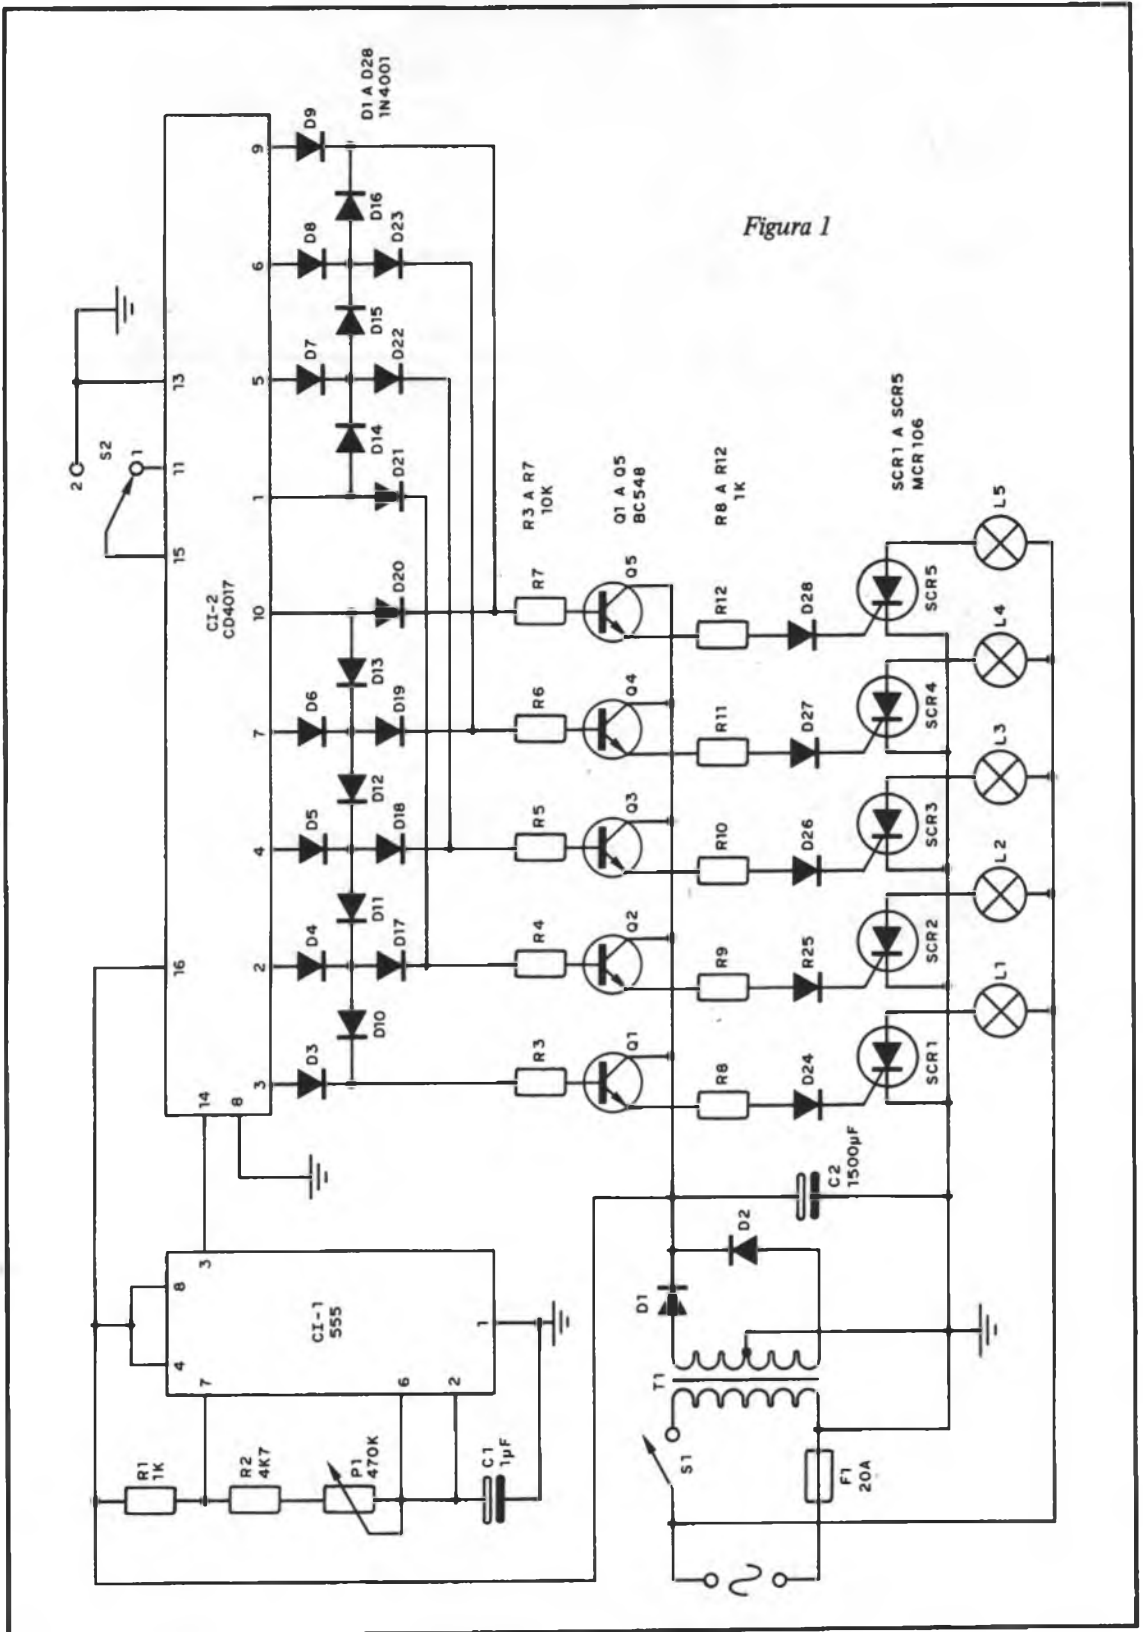 Figura 1
R1
1K
R2
4K7
P1
470K
C1
1µF
CI-1
555
4
8
7
3
6
2
1
14
8
16
15
11
13
CI-2
CD4017
3
2
4
7
10
1
5
6
9
S2
1
2
D1 A D28
1N4001
D3
D4
D5
D6
D7
D8
D9
D10
D11
D12
D13
D14
D15
D16
D17
D18
D19
D20
D21
D22
D23
R3
R4
R5
R6
R7
R3 A R7
10K
Q1
Q2
Q3
Q4
Q5
Q1 A Q5
BC548
R8
R9
R10
R11
R12
R8 A R12
1K
D24
R25
D26
D27
D28
SCR1
SCR2
SCR3
SCR4
SCR5
SCR1 A SCR5
MCR106
L1
L2
L3
L4
L5
S1
F1
20A
T1
D1
D2
C2
1500µF